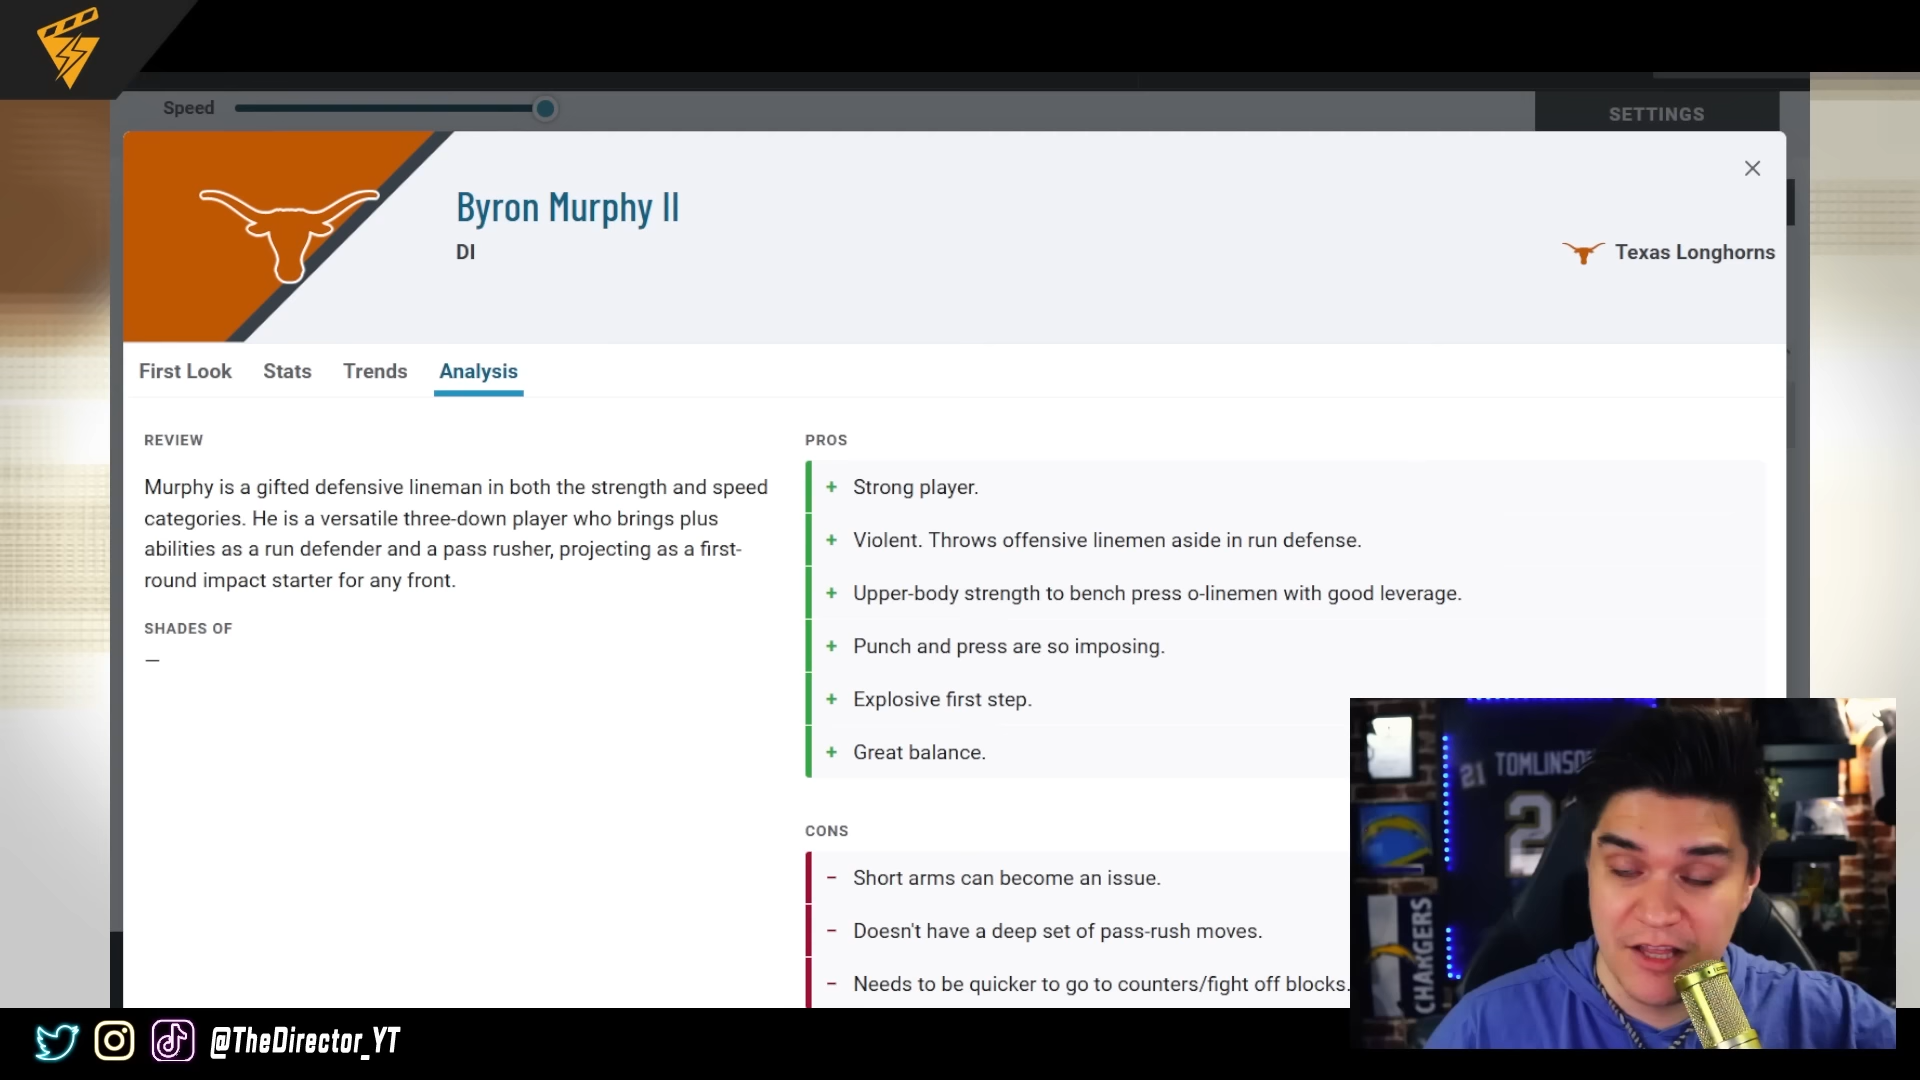 Speed
SETTINGS
Byron Murphy II
DI
Texas Longhorns
First Look
Stats
Trends
Analysis
REVIEW
Murphy is a gifted defensive lineman in both the strength and speed
categories. He is a versatile three-down player who brings plus
abilities as a run defender and a pass rusher, projecting as a first-
round impact starter for any front.
SHADES OF
—
PROS
+ Strong player.
+ Violent. Throws offensive linemen aside in run defense.
+ Upper-body strength to bench press o-linemen with good leverage.
+ Punch and press are so imposing.
+ Explosive first step.
+ Great balance.
CONS
- Short arms can become an issue.
- Doesn't have a deep set of pass-rush moves.
- Needs to be quicker to go to counters/fight off blocks.
21
CHARGERS
@TheDirector_YT